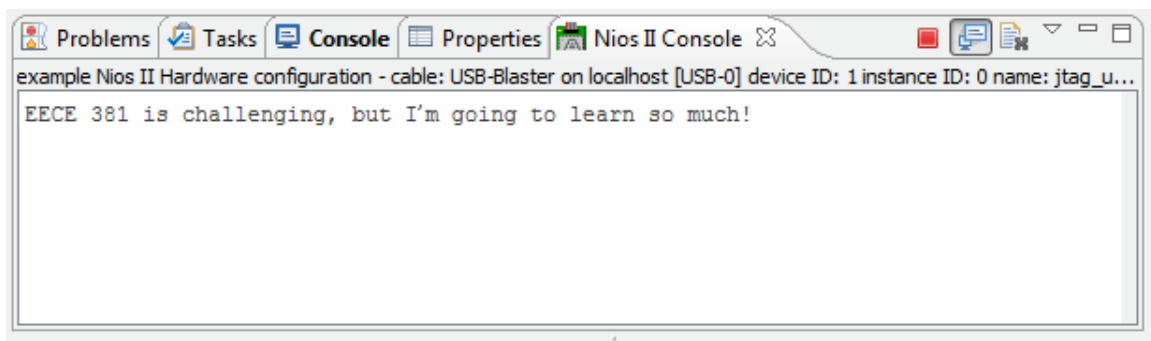 Problems Tasks Console Properties Nios II Console
example Nios II Hardware configuration - cable: USB-Blaster on localhost [USB-0] device ID: 1 instance ID: 0 name: jtag_u...
EECE 381 is challenging, but I'm going to learn so much!